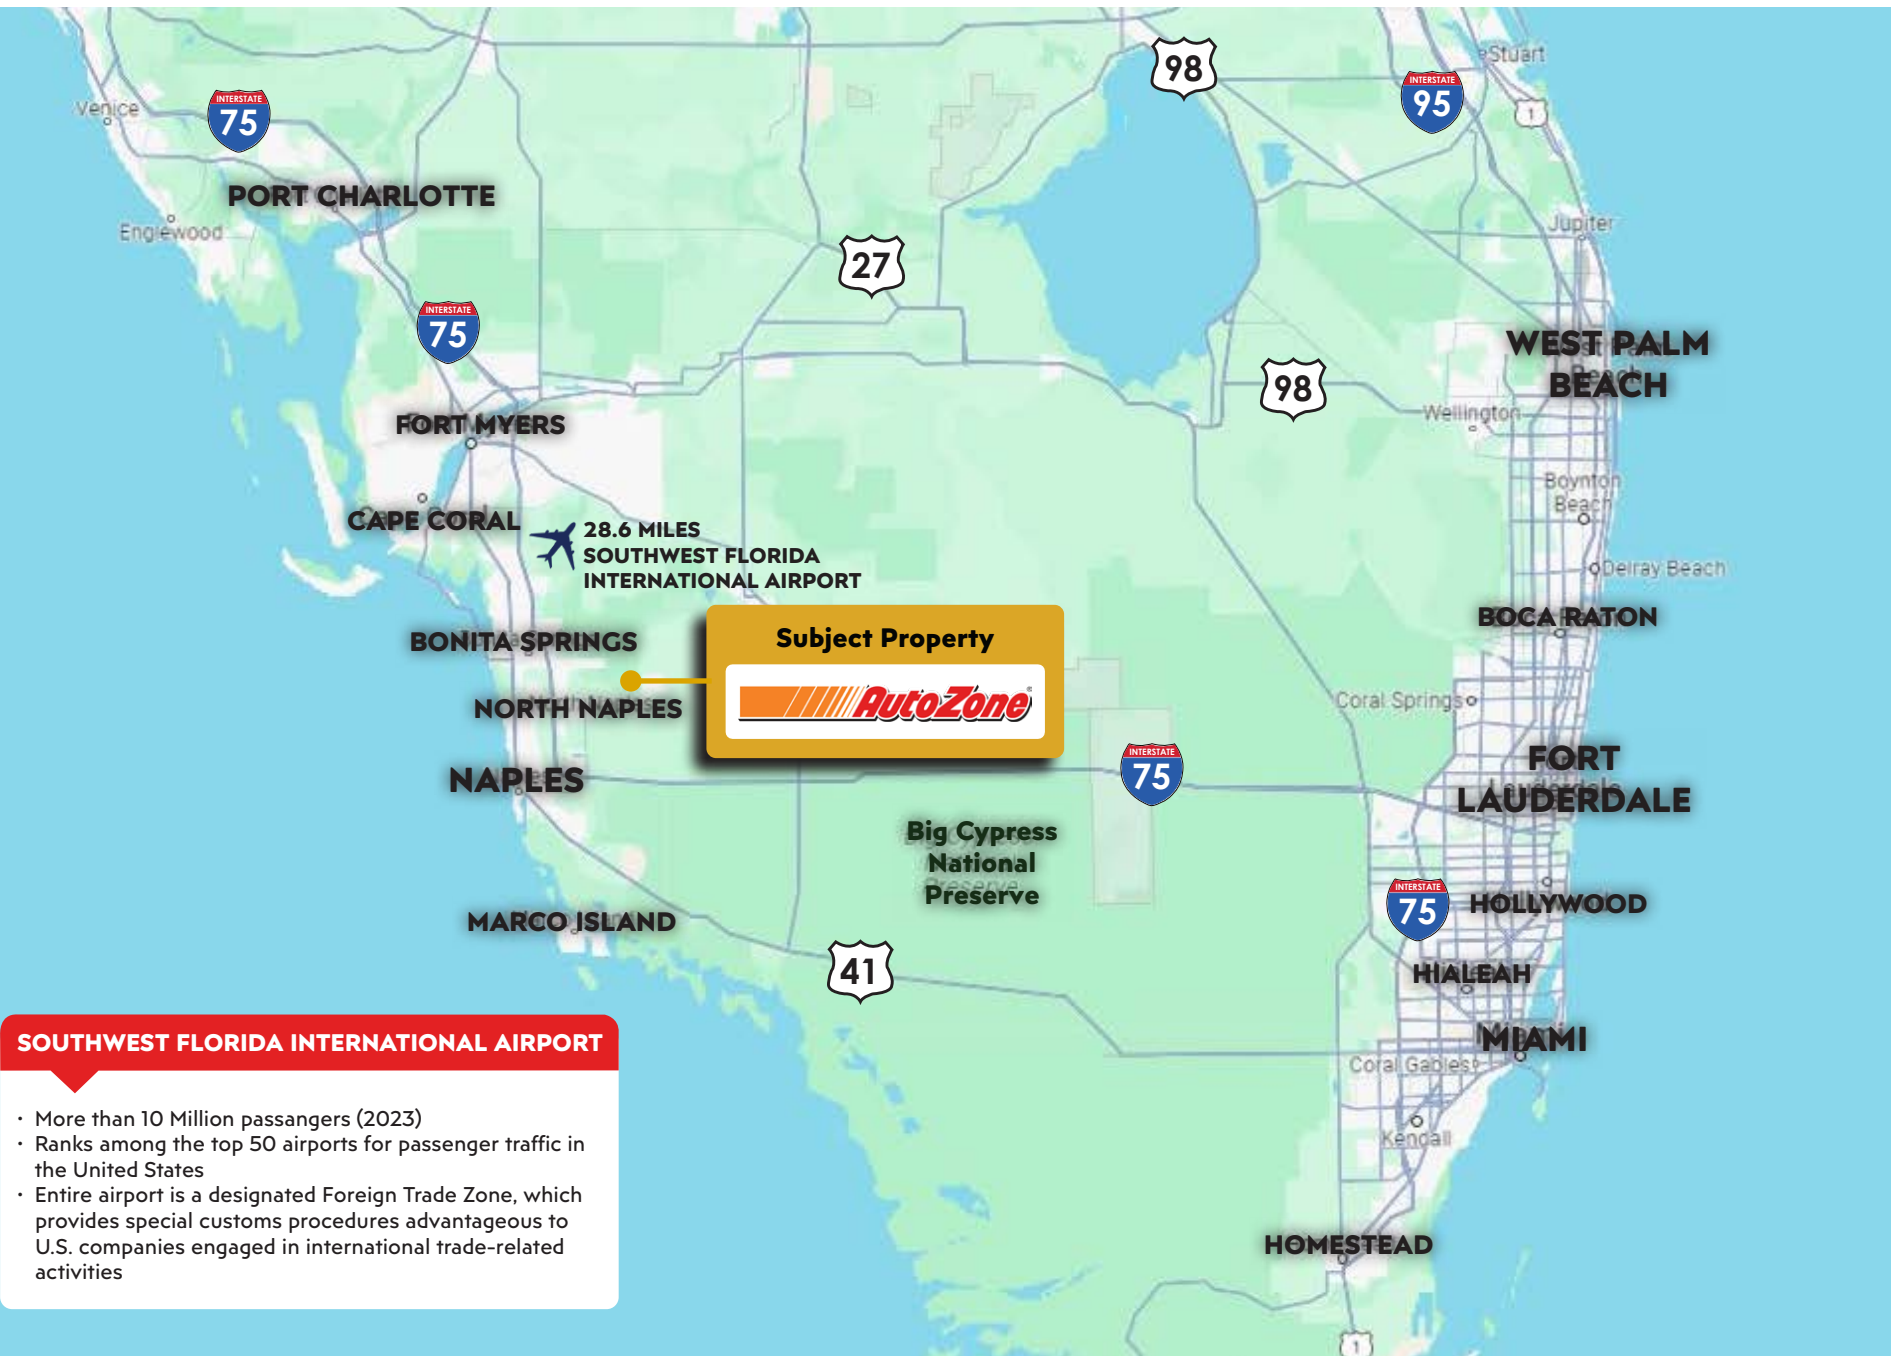 98
Stuart
INTERSTATE
95
1
Venice
INTERSTATE
75
PORT CHARLOTTE
Englewood
Jupiter
27
INTERSTATE
75
WEST PALM
BEACH
98
Wellington
FORT MYERS
Boynton
Beach
CAPE CORAL
28.6 MILES
SOUTHWEST FLORIDA
INTERNATIONAL AIRPORT
Delray Beach
BOCA RATON
BONITA SPRINGS
Subject Property
AutoZone
®
NORTH NAPLES
Coral Springs
INTERSTATE
75
FORT
LAUDERDALE
NAPLES
Big Cypress
National
Preserve
INTERSTATE
75
HOLLYWOOD
MARCO ISLAND
41
HIALEAH
MIAMI
Coral Gables
Kendall
HOMESTEAD
1
SOUTHWEST FLORIDA INTERNATIONAL AIRPORT
• More than 10 Million passangers (2023)
• Ranks among the top 50 airports for passenger traffic in
the United States
• Entire airport is a designated Foreign Trade Zone, which
provides special customs procedures advantageous to
U.S. companies engaged in international trade-related
activities